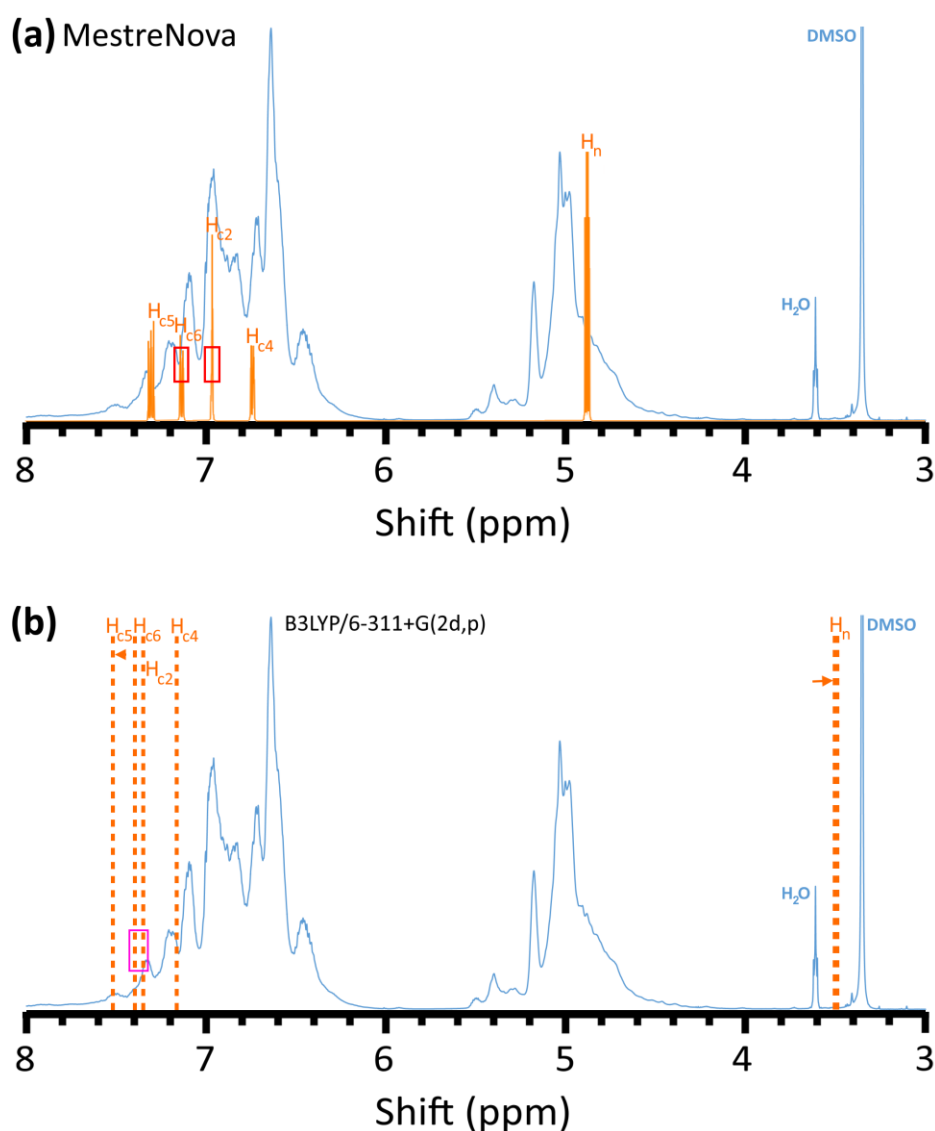 (a) MestreNova
DMSO
Hn
Hc2
H2O
Hc5
Hc6
Hc4
8 7 6 5 4 3
Shift (ppm)
(b)
Hc5 Hc6 Hc4 B3LYP/6-311+G(2d,p) Hn DMSO
Hc2
H2O
8 7 6 5 4 3
Shift (ppm)